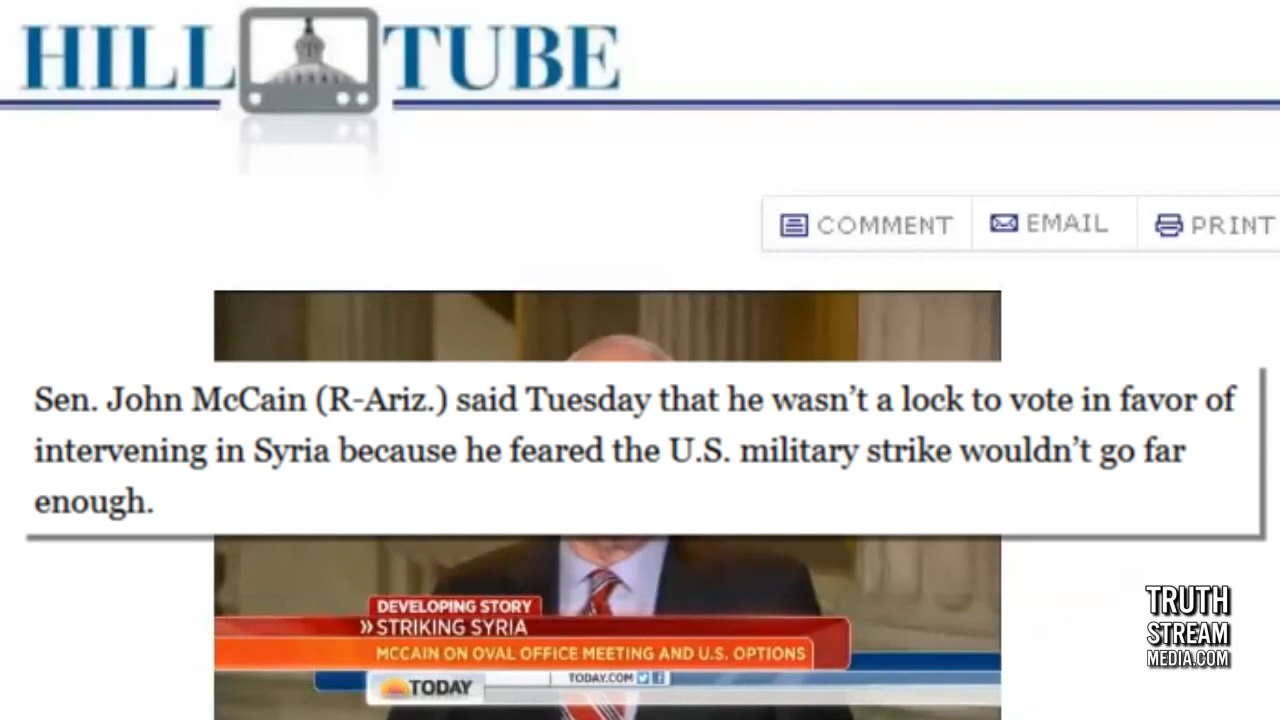 HILL TUBE
COMMENT EMAIL PRINT
Sen. John McCain (R-Ariz.) said Tuesday that he wasn’t a lock to vote in favor of
intervening in Syria because he feared the U.S. military strike wouldn’t go far
enough.
DEVELOPING STORY
» STRIKING SYRIA
MCCAIN ON OVAL OFFICE MEETING AND U.S. OPTIONS
TODAY.COM
TODAY
TRUTH
STREAM
MEDIA.COM